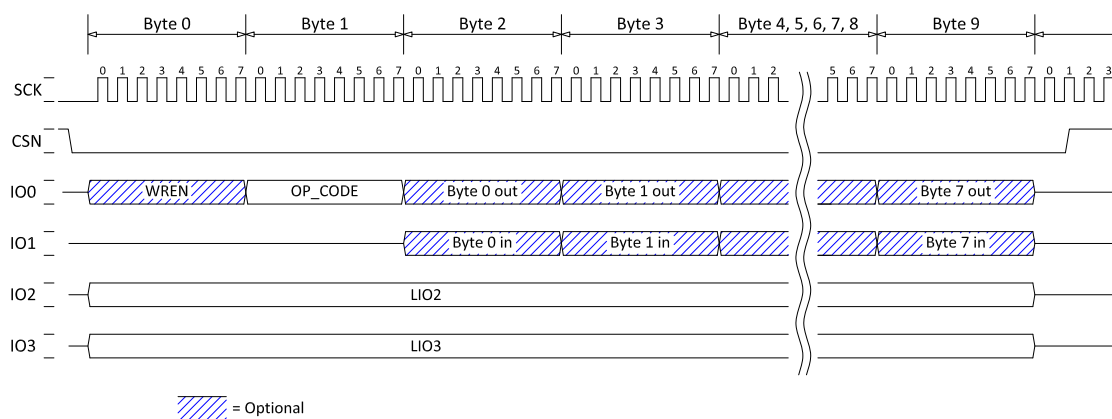 Byte 0 Byte 1 Byte 2 Byte 3 Byte 4, 5, 6, 7, 8 Byte 9
0 1 2 3 4 5 6 7 0 1 2 3 4 5 6 7 0 1 2 3 4 5 6 7 0 1 2 3 4 5 6 7 0 1 2 5 6 7 0 1 2 3 4 5 6 7 0 1 2 3
SCK
CSN
IO0 WREN OP_CODE Byte 0 out Byte 1 out Byte 7 out
IO1 Byte 0 in Byte 1 in Byte 7 in
IO2 LIO2
IO3 LIO3
= Optional